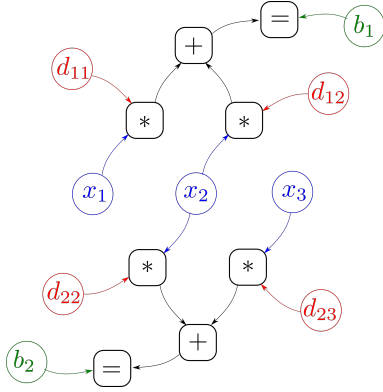 = b₁
+
d₁₁ d₁₂
* *
x₁ x₂ x₃
* *
d₂₂ d₂₃
+
b₂ =